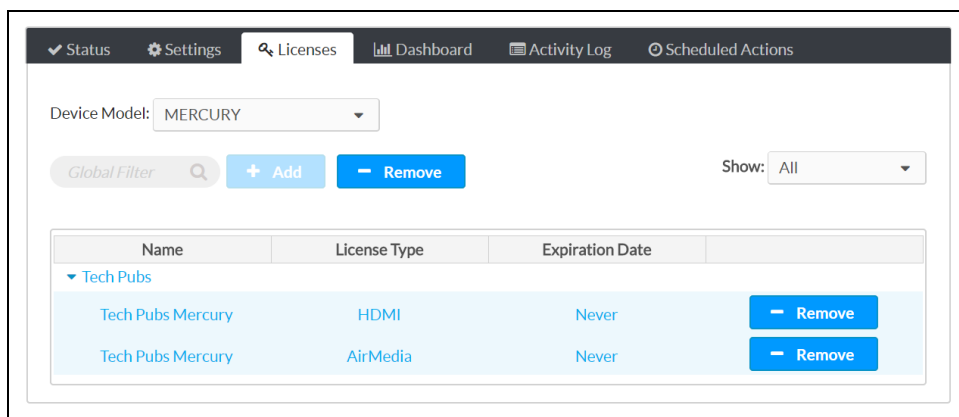 Status Settings Licenses Dashboard Activity Log Scheduled Actions
Device Model: MERCURY
Global Filter + Add − Remove Show: All
Name License Type Expiration Date
Tech Pubs
Tech Pubs Mercury HDMI Never − Remove
Tech Pubs Mercury AirMedia Never − Remove